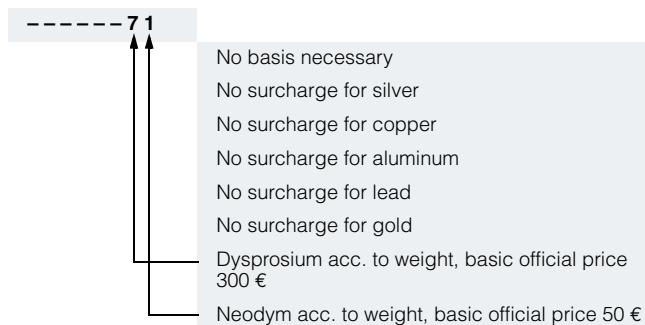 – – – – – – 7 1
No basis necessary
No surcharge for silver
No surcharge for copper
No surcharge for aluminum
No surcharge for lead
No surcharge for gold
Dysprosium acc. to weight, basic official price
300 €
Neodym acc. to weight, basic official price 50 €